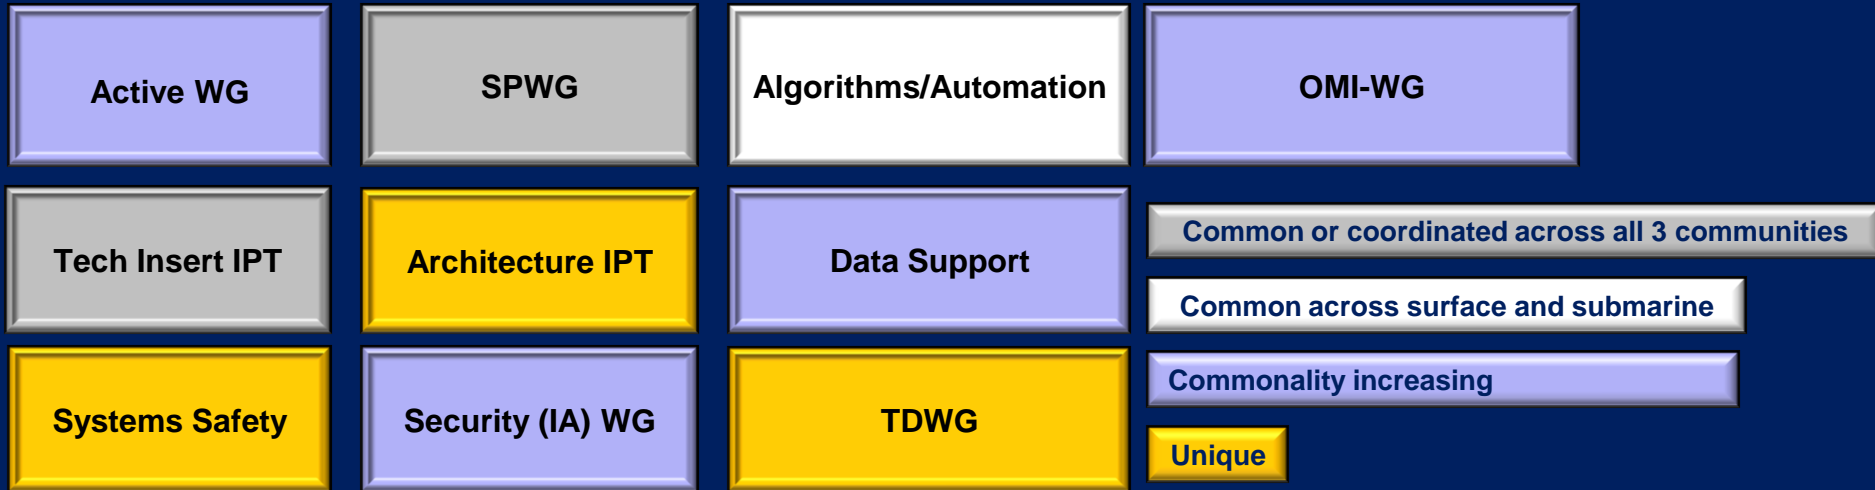 Active WG
SPWG
Algorithms/Automation
OMI-WG
Tech Insert IPT
Architecture IPT
Data Support
Common or coordinated across all 3 communities
Common across surface and submarine
Commonality increasing
Systems Safety
Security (IA) WG
TDWG
Unique